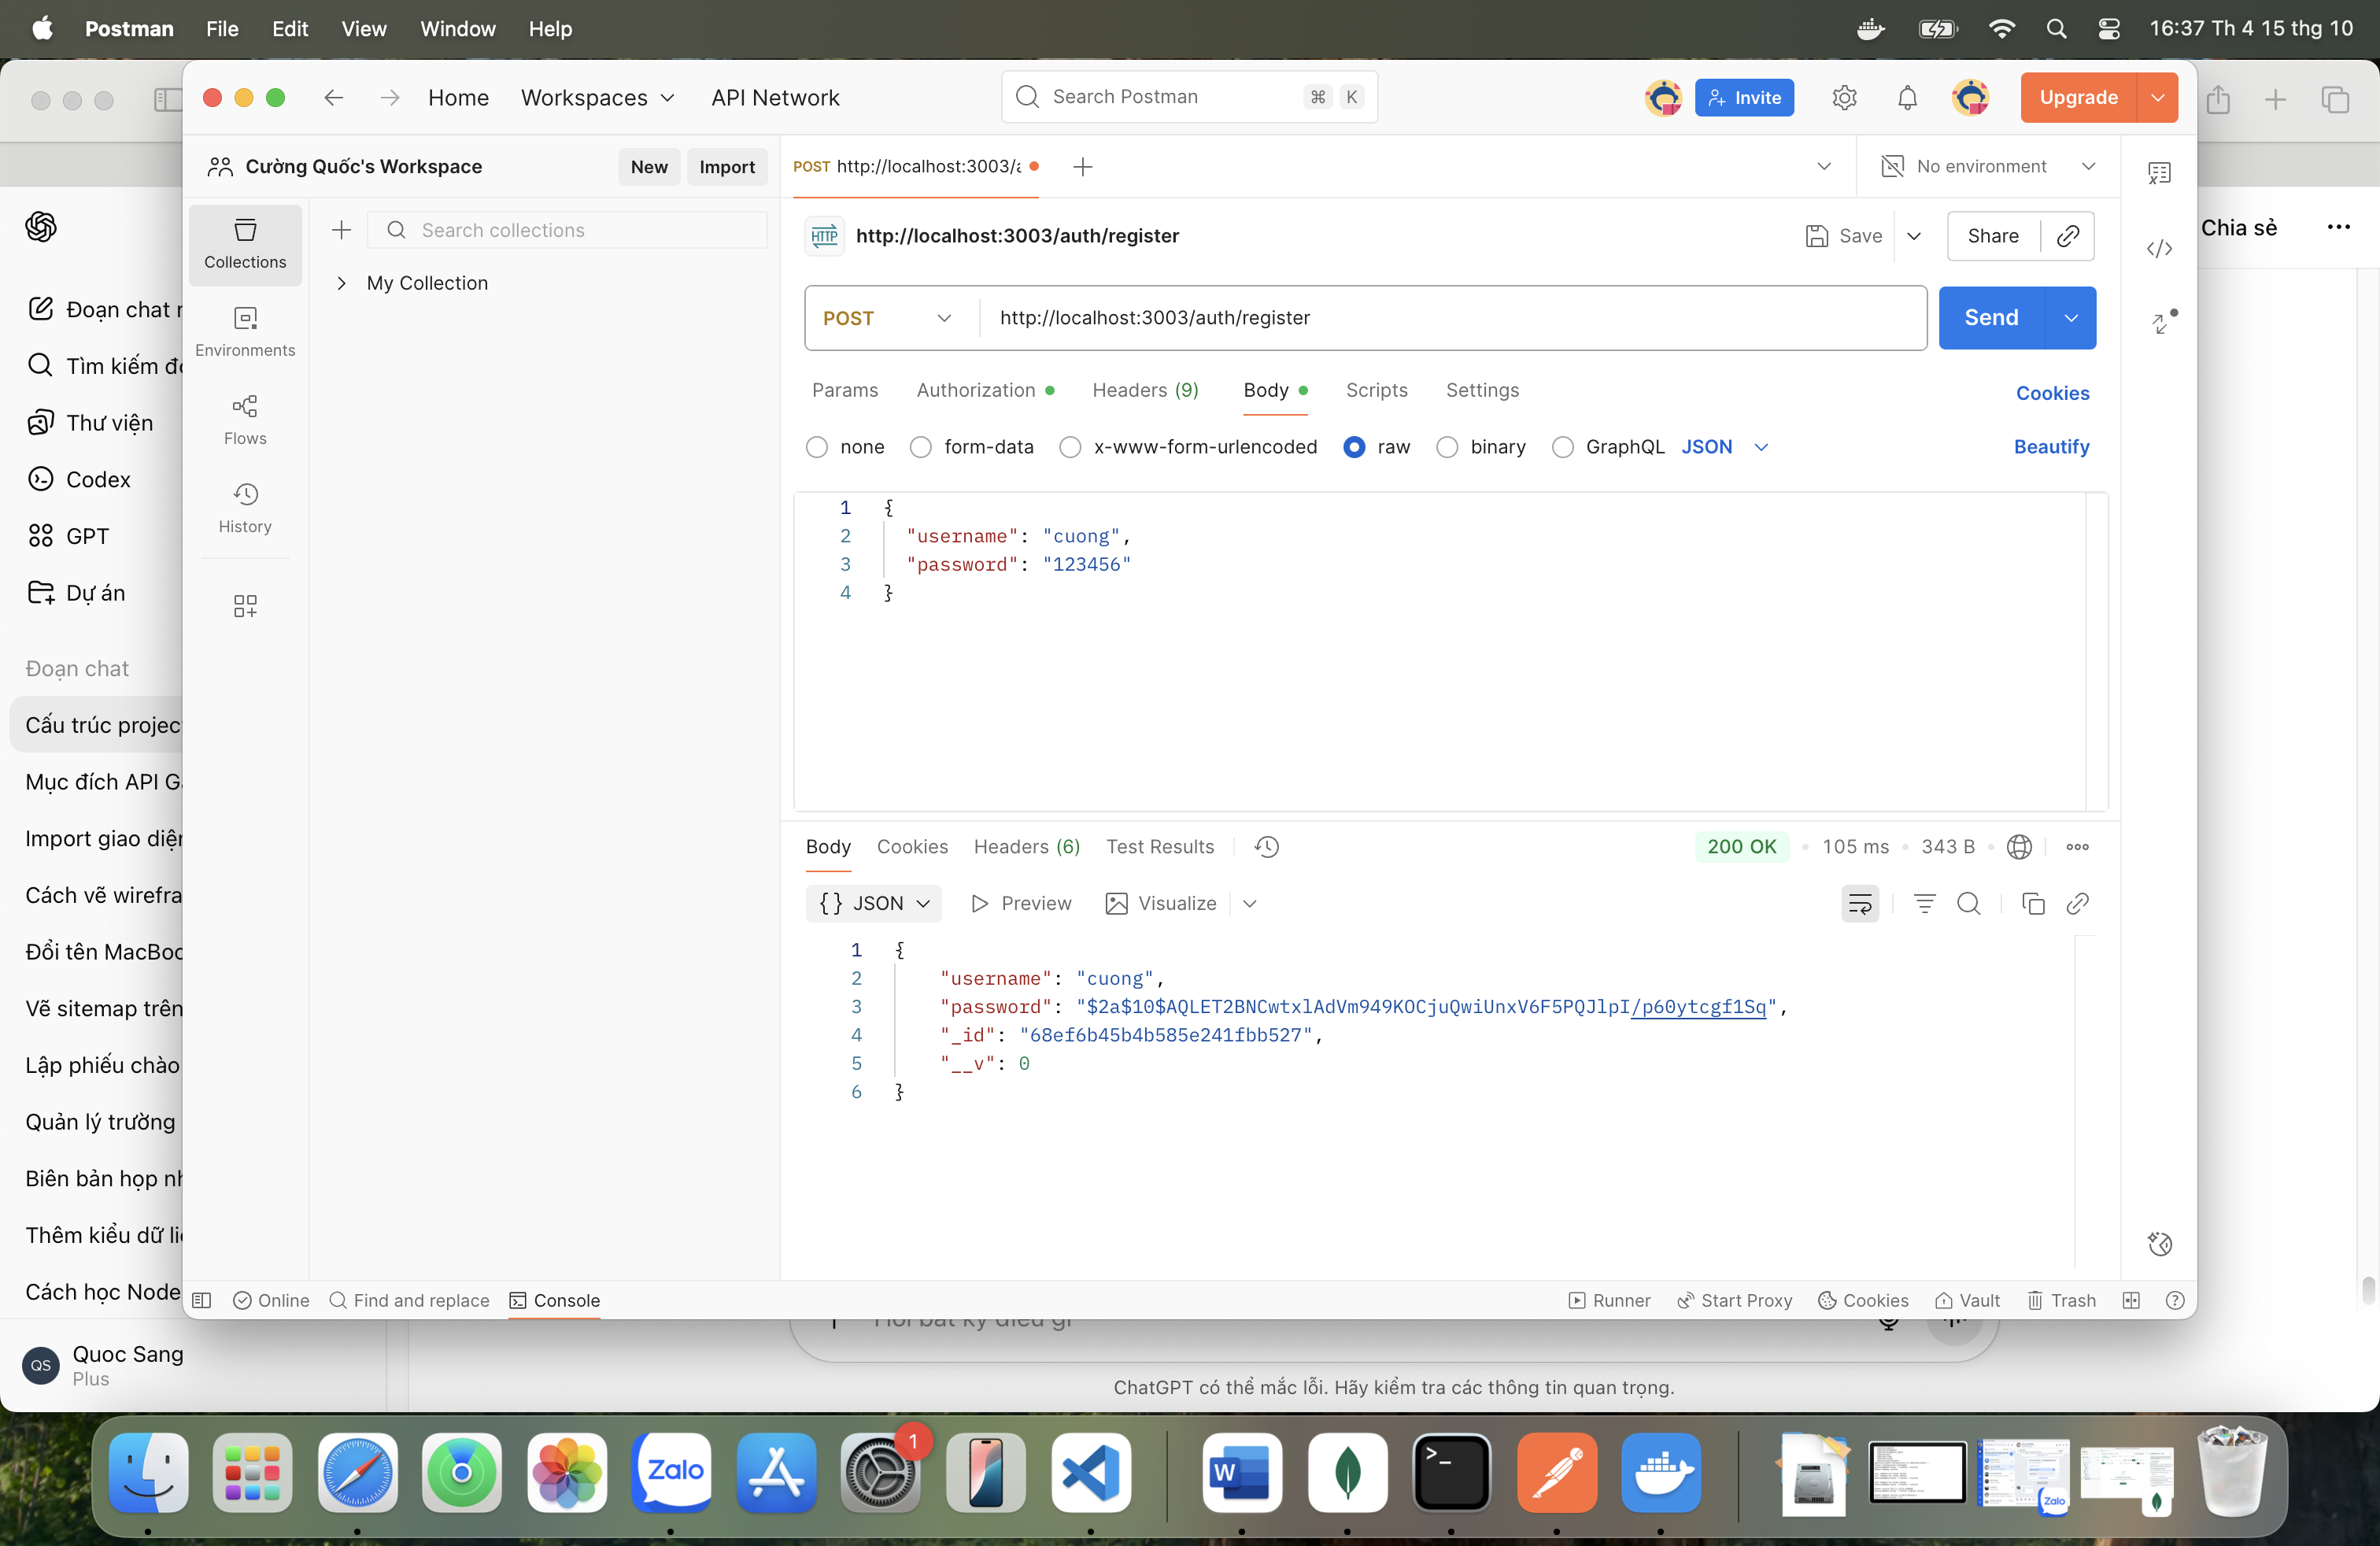 Postman File Edit View Window Help
16:37 Th 4 15 thg 10
Home Workspaces API Network
Search Postman ⌘ K
Invite
Upgrade
Cường Quốc's Workspace
New Import
POST http://localhost:3003/a
No environment
Collections
Environments
Flows
History
Search collections
My Collection
HTTP http://localhost:3003/auth/register
Save
Share
POST http://localhost:3003/auth/register
Send
Params Authorization Headers (9) Body Scripts Settings
Cookies
none form-data x-www-form-urlencoded raw binary GraphQL JSON
Beautify
1 {
2 "username": "cuong",
3 "password": "123456"
4 }
Body Cookies Headers (6) Test Results
200 OK • 105 ms • 343 B
{} JSON Preview Visualize
1 {
2 "username": "cuong",
3 "password": "$2a$10$AQLET2BNCwtxlAdVm949KOCjuQwiUnxV6F5PQJlpI/p60ytcgf1Sq",
4 "_id": "68ef6b45b4b585e241fbb527",
5 "__v": 0
6 }
Online Find and replace Console
Runner Start Proxy Cookies Vault Trash
Đoạn chat
Tìm kiếm
Thư viện
Codex
GPT
Dự án
Đoạn chat
Cấu trúc projec
Mục đích API G
Import giao diện
Cách vẽ wirefra
Đổi tên MacBoo
Vẽ sitemap trên
Lập phiếu chào
Quản lý trường
Biên bản họp nh
Thêm kiểu dữ li
Cách học Node
QS Quoc Sang
Plus
Chia sẻ
ChatGPT có thể mắc lỗi. Hãy kiểm tra các thông tin quan trọng.
Zalo
1
W
>_
Zalo